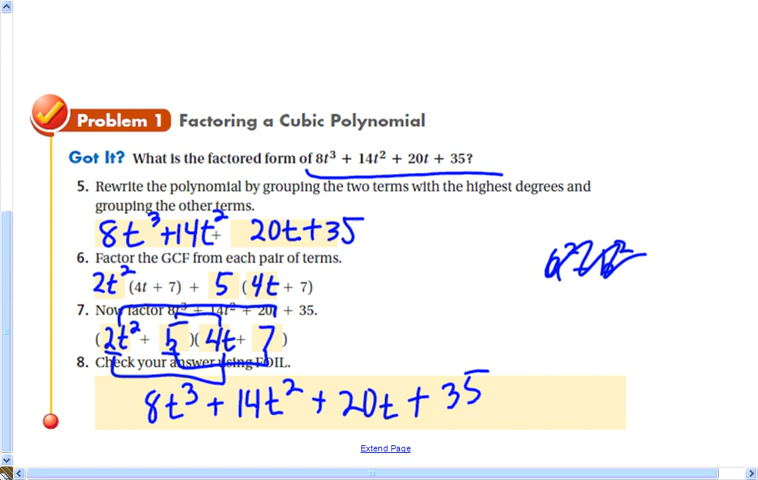 Problem 1 Factoring a Cubic Polynomial
Got It? What is the factored form of 8t³ + 14t² + 20t + 35?
5. Rewrite the polynomial by grouping the two terms with the highest degrees and
grouping the other terms.
8t³+14t² + 20t+35
6. Factor the GCF from each pair of terms.
2t² (4t + 7) + 5 (4t + 7)
7. Now factor 8t³ + 14t² + 20t + 35.
(2t² + 5)(4t + 7)
8. Check your answer using FOIL.
8t³ + 14t² + 20t + 35
Extend Page